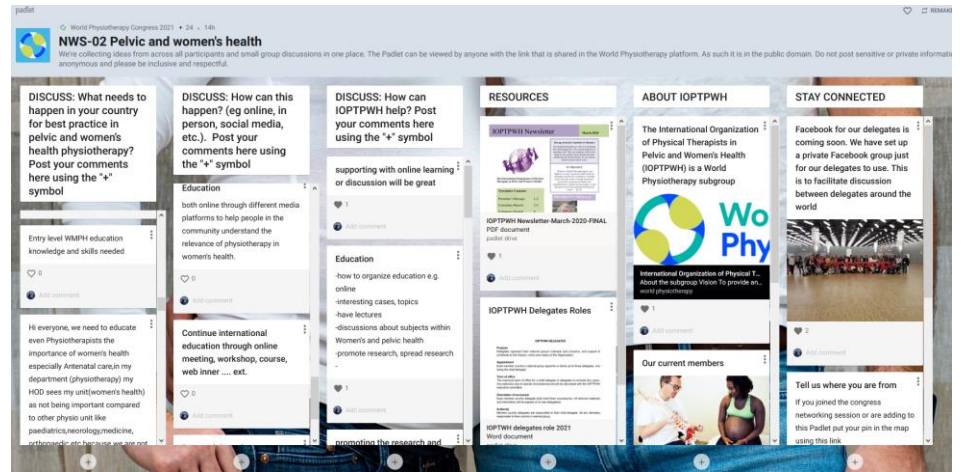 padlet
REMAKE
World Physiotherapy Congress 2021 • 24 • 14h
NWS-02 Pelvic and women's health
We're collecting ideas from across all participants and small group discussions in one place. The Padlet can be viewed by anyone with the link that is shared in the World Physiotherapy platform. As such it is in the public domain. Do not post sensitive or private informatio
anonymous and please be inclusive and respectful.
DISCUSS: What needs to
happen in your country
for best practice in
pelvic and women's
health physiotherapy?
Post your comments
here using the "+"
symbol
Entry level WMPH education
knowledge and skills needed
0
Add comment
Hi everyone, we need to educate
even Physiotherapists the
importance of women's health
especially Antenatal care,in my
department (physiotherapy) my
HOD sees my unit(women's health)
as not being important compared
to other physio unit like
paediatrics,neorology,medicine,
orthopaedic etc because we are not
DISCUSS: How can this
happen? (eg online, in
person, social media,
etc.). Post your
comments here using
the "+" symbol
Education
both online through different media
platforms to help people in the
community understand the
relevance of physiotherapy in
women's health.
0
Add comment
Continue international
education through online
meeting, workshop, course,
web inner .... ext.
0
Add comment
DISCUSS: How can
IOPTPWH help? Post
your comments here
using the "+" symbol
supporting with online learning
or discussion will be great
1
Add comment
Education
-how to organize education e.g.
online
-interesting cases, topics
-have lectures
-discussions about subjects within
Women's and pelvic health
-promote research, spread research
-
1
Add comment
promoting the research and
RESOURCES
IOPTPWH Newsletter
March 2020
IOPTPWH Newsletter-March-2020-FINAL
PDF document
padlet drive
1
Add comment
IOPTPWH Delegates Roles
IOPTWH delegates role 2021
Word document
ABOUT IOPTPWH
The International Organization
of Physical Therapists in
Pelvic and Women's Health
(IOPTPWH) is a World
Physiotherapy subgroup
Wo
Phy
International Organization of Physical T...
About the subgroup Vision To provide an...
world physiotherapy
1
Add comment
Our current members
STAY CONNECTED
Facebook for our delegates is
coming soon. We have set up
a private Facebook group just
for our delegates to use. This
is to facilitate discussion
between delegates around the
world
2
Add comment
Tell us where you are from
If you joined the congress
networking session or are adding to
this Padlet put your pin in the map
using this link